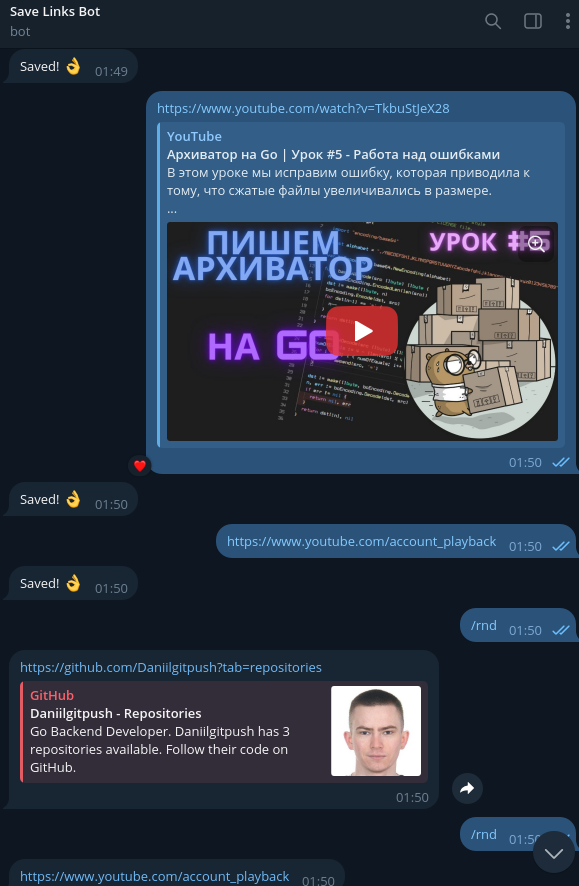 Save Links Bot
bot
Saved! 👌 01:49
https://www.youtube.com/watch?v=TkbuStJeX28
YouTube
Архиватор на Go | Урок #5 - Работа над ошибками
В этом уроке мы исправим ошибку, которая приводила к
тому, что сжатые файлы увеличивались в размере.
...
ПИШЕМ
АРХИВАТОР
УРОК #5
НА GO
01:50
Saved! 👌 01:50
https://www.youtube.com/account_playback 01:50
Saved! 👌 01:50
/rnd 01:50
https://github.com/Daniilgitpush?tab=repositories
GitHub
Daniilgitpush - Repositories
Go Backend Developer. Daniilgitpush has 3
repositories available. Follow their code on
GitHub.
01:50
/rnd 01:50
https://www.youtube.com/account_playback 01:50